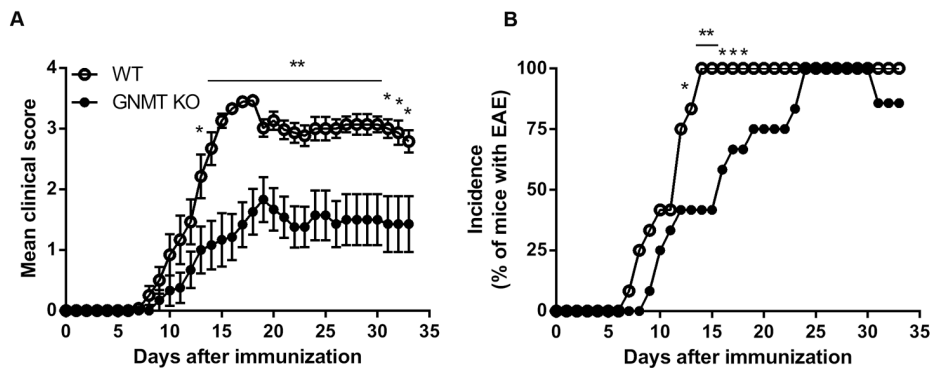 A
Mean clinical score
4
3
2
1
0
WT
GNMT KO
*
**
*
*
*
0 5 10 15 20 25 30 35
Days after immunization
B
Incidence
(% of mice with EAE)
100
75
50
25
0
*
**
* * *
0 5 10 15 20 25 30 35
Days after immunization